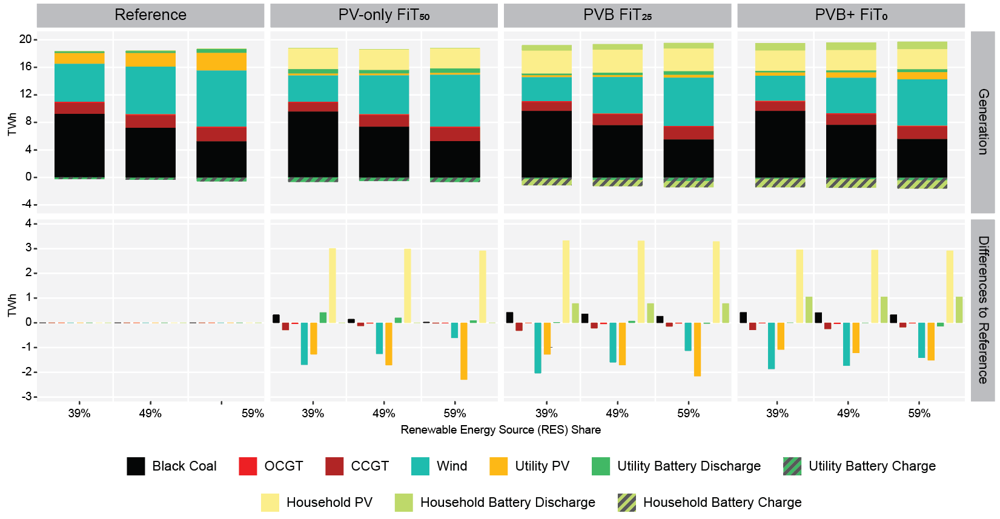 Reference PV-only FiT₅₀ PVB FiT₂₅ PVB+ FiT₀
20
16
12
8
4
0
-4
TWh
Generation
4
3
2
1
0
-1
-2
-3
TWh
Differences to Reference
39% 49% 59% 39% 49% 59% 39% 49% 59% 39% 49% 59%
Renewable Energy Source (RES) Share
Black Coal OCGT CCGT Wind Utility PV Utility Battery Discharge Utility Battery Charge
Household PV Household Battery Discharge Household Battery Charge